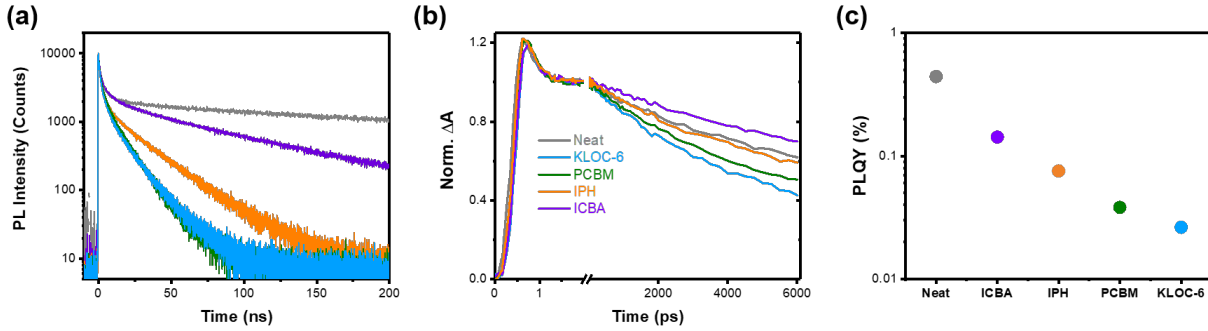 (a)
PL Intensity (Counts)
10000
1000
100
10
0
50
100
150
200
Time (ns)
(b)
Norm. ΔA
1.2
0.8
0.4
0.0
Neat
KLOC-6
PCBM
IPH
ICBA
0
1
2000
4000
6000
Time (ps)
(c)
PLQY (%)
1
0.1
0.01
Neat
ICBA
IPH
PCBM
KLOC-6